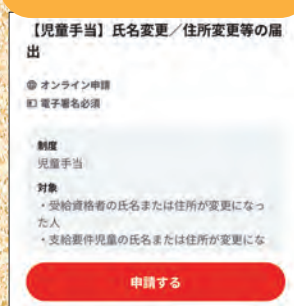 【児童手当】氏名変更／住所変更等の届
出
オンライン申請
電子署名必須
制度
児童手当
対象
・受給資格者の氏名または住所が変更になっ
た人
・支給要件児童の氏名または住所が変更にな
申請する